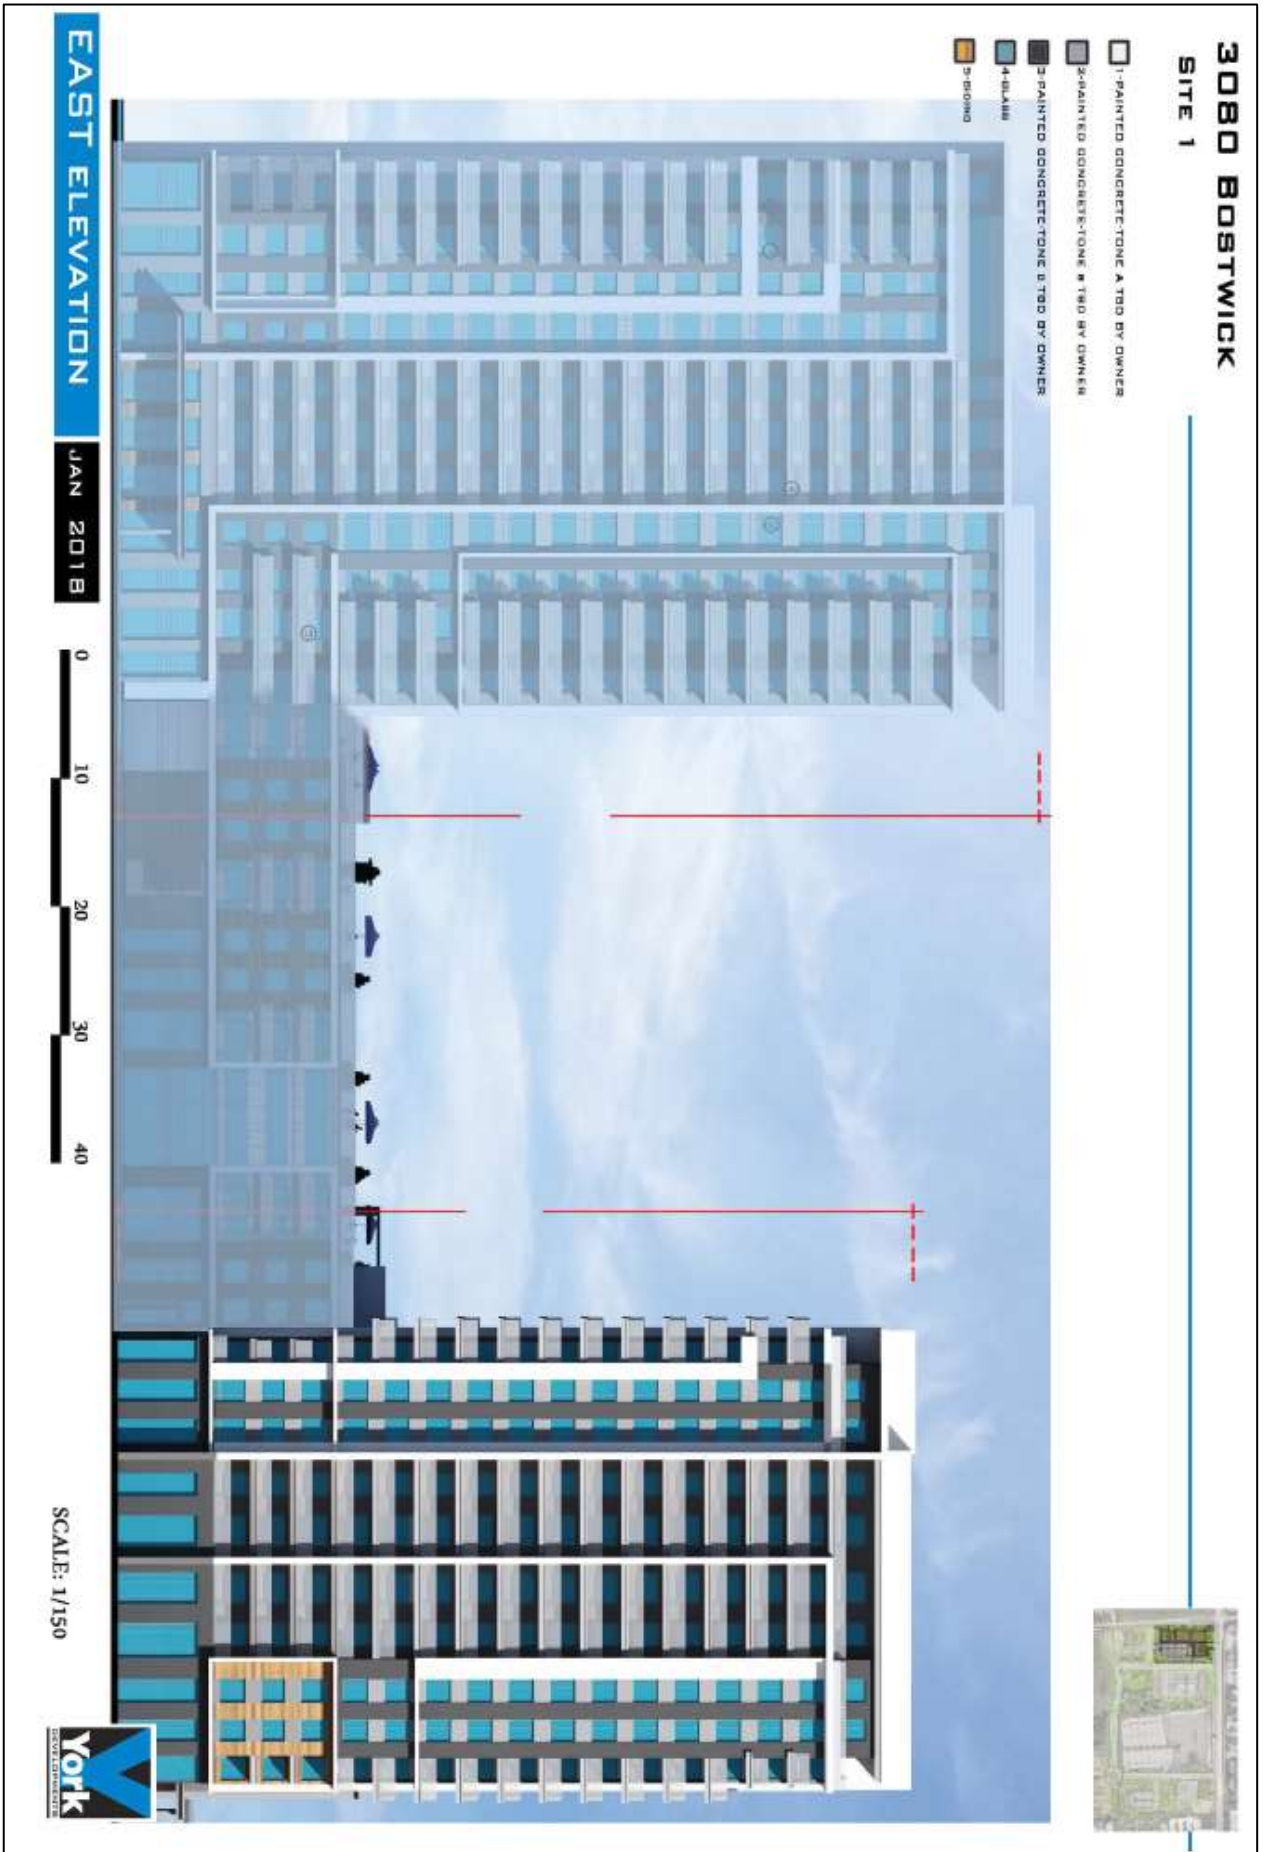 3080 BOSTWICK
SITE 1
1-PAINTED CONCRETE-TONE A TBD BY OWNER
2-PAINTED CONCRETE-TONE B TBD BY OWNER
3-PAINTED CONCRETE-TONE C TBD BY OWNER
4-GLASS
5-SIDING
EAST ELEVATION
JAN 2018
0 10 20 30 40
SCALE: 1/150
York
DEVELOPMENTS